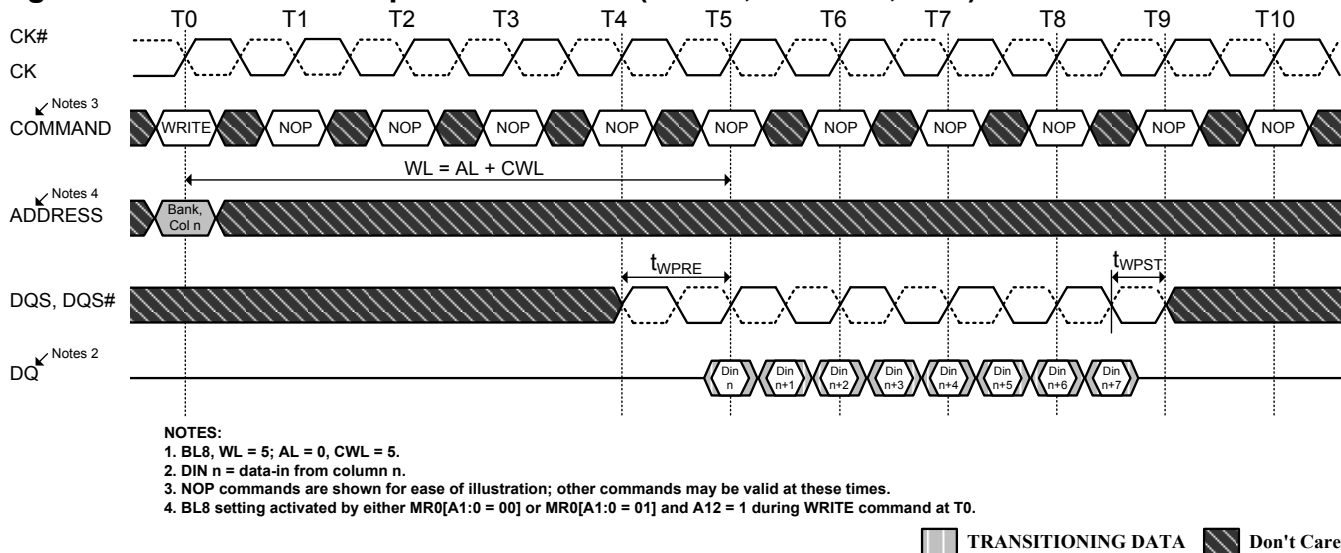 T0 T1 T2 T3 T4 T5 T6 T7 T8 T9 T10
CK#
CK
Notes 3
COMMAND
WRITE NOP NOP NOP NOP NOP NOP NOP NOP NOP NOP
WL = AL + CWL
Notes 4
ADDRESS
Bank,
Col n
tWPRE
tWPST
DQS, DQS#
Notes 2
DQ
Din n Din n+1 Din n+2 Din n+3 Din n+4 Din n+5 Din n+6 Din n+7
NOTES:
1. BL8, WL = 5; AL = 0, CWL = 5.
2. DIN n = data-in from column n.
3. NOP commands are shown for ease of illustration; other commands may be valid at these times.
4. BL8 setting activated by either MR0[A1:0 = 00] or MR0[A1:0 = 01] and A12 = 1 during WRITE command at T0.
TRANSITIONING DATA Don't Care